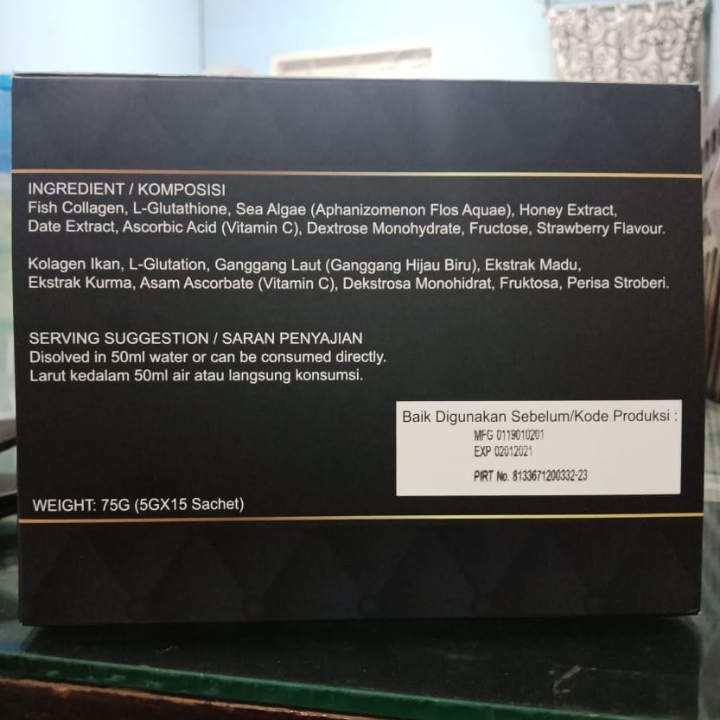 INGREDIENT / KOMPOSISI
Fish Collagen, L-Glutathione, Sea Algae (Aphanizomenon Flos Aquae), Honey Extract,
Date Extract, Ascorbic Acid (Vitamin C), Dextrose Monohydrate, Fructose, Strawberry Flavour.
Kolagen Ikan, L-Glutation, Ganggang Laut (Ganggang Hijau Biru), Ekstrak Madu,
Ekstrak Kurma, Asam Ascorbate (Vitamin C), Dekstrosa Monohidrat, Fruktosa, Perisa Stroberi.
SERVING SUGGESTION / SARAN PENYAJIAN
Disolved in 50ml water or can be consumed directly.
Larut kedalam 50ml air atau langsung konsumsi.
Baik Digunakan Sebelum/Kode Produksi :
MFG 0119010201
EXP 02012021
PIRT No. 8133671200332-23
WEIGHT: 75G (5GX15 Sachet)